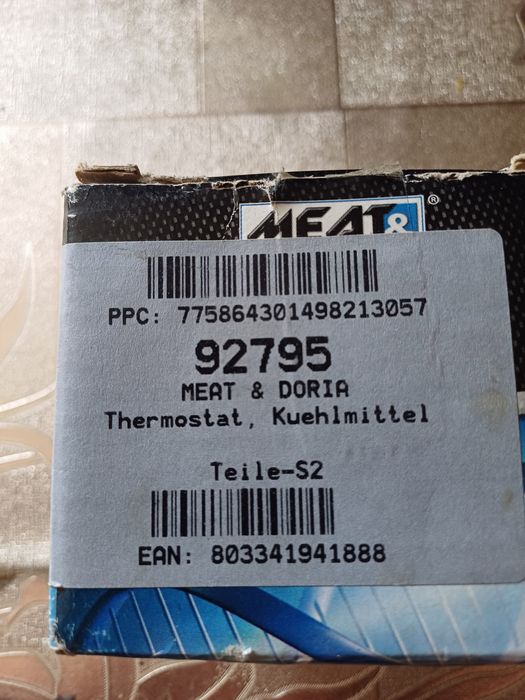 MEAT& ®
PPC: 775864301498213057
92795
MEAT & DORIA
Thermostat, Kuehlmittel
Teile-S2
EAN: 803341941888